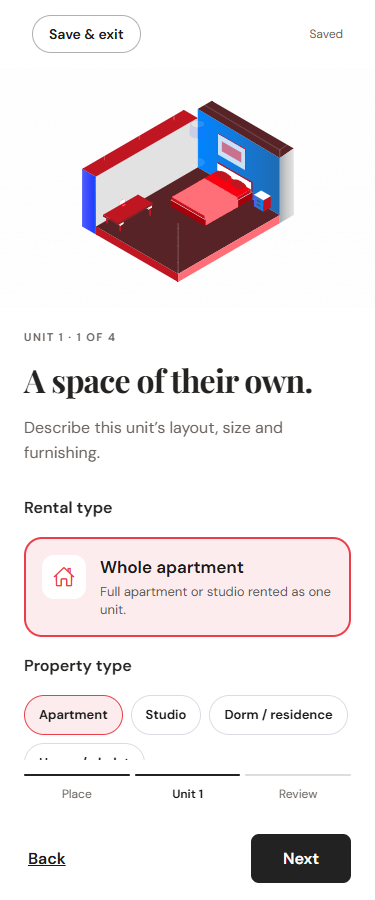 Save & exit
Saved
UNIT 1 · 1 OF 4
A space of their own.
Describe this unit’s layout, size and
furnishing.
Rental type
Whole apartment
Full apartment or studio rented as one
unit.
Property type
Apartment
Studio
Dorm / residence
Place
Unit 1
Review
Back
Next